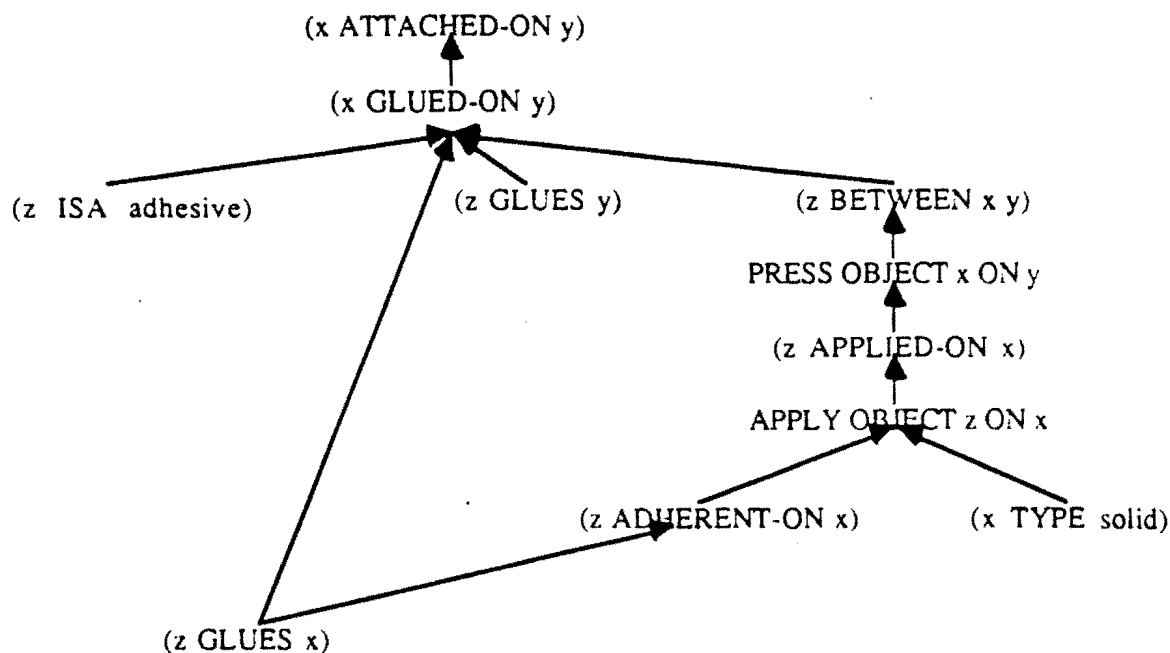 (x ATTACHED-ON y)
(x GLUED-ON y)
(z ISA adhesive)
(z GLUES y)
(z BETWEEN x y)
PRESS OBJECT x ON y
(z APPLIED-ON x)
APPLY OBJECT z ON x
(z ADHERENT-ON x)
(x TYPE solid)
(z GLUES x)